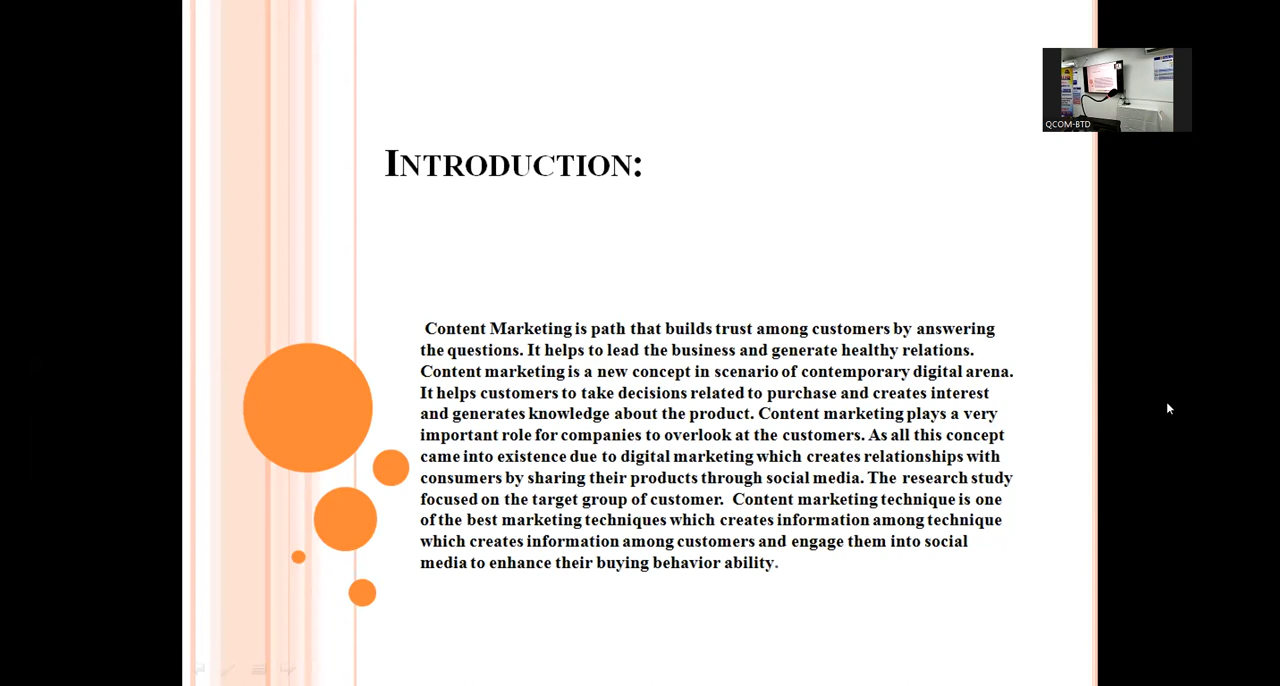 INTRODUCTION:
QCOM-BTD
Content Marketing is path that builds trust among customers by answering
the questions. It helps to lead the business and generate healthy relations.
Content marketing is a new concept in scenario of contemporary digital arena.
It helps customers to take decisions related to purchase and creates interest
and generates knowledge about the product. Content marketing plays a very
important role for companies to overlook at the customers. As all this concept
came into existence due to digital marketing which creates relationships with
consumers by sharing their products through social media. The research study
focused on the target group of customer.  Content marketing technique is one
of the best marketing techniques which creates information among technique
which creates information among customers and engage them into social
media to enhance their buying behavior ability.